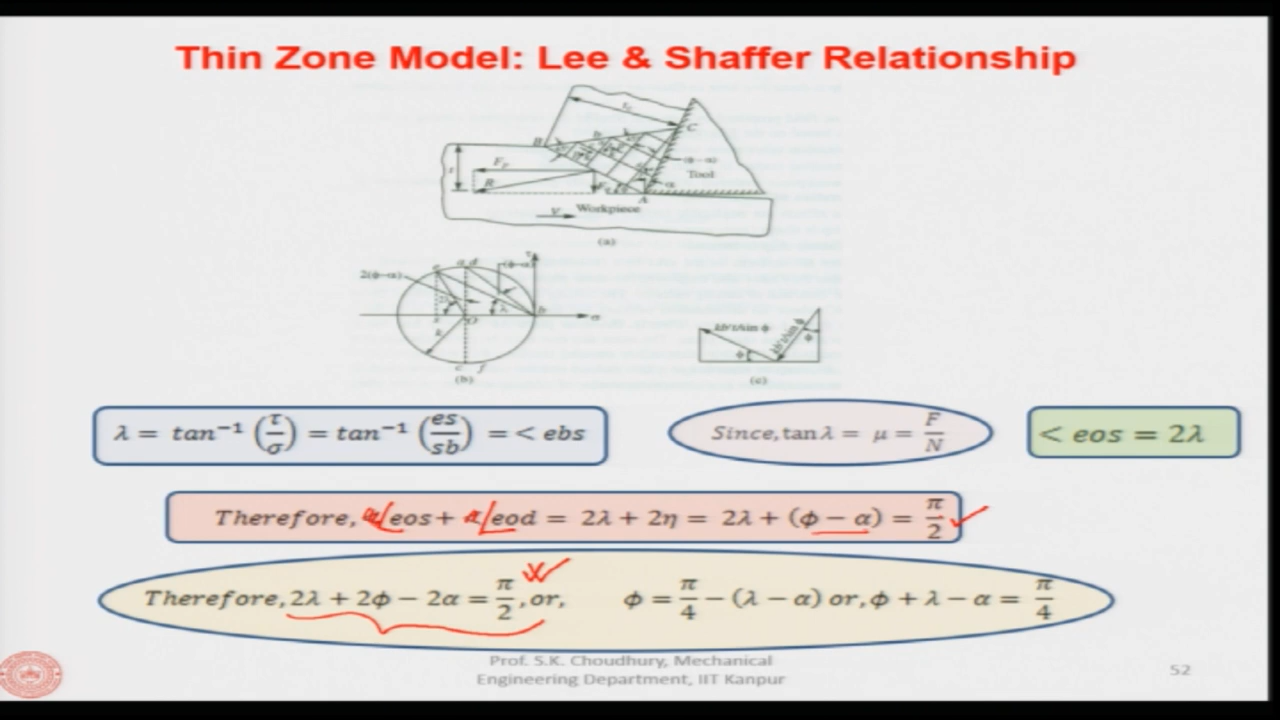 Thin Zone Model: Lee & Shaffer Relationship
B
C
R
Tool
A
V
Workpiece
(a)
2(ϕ−α)
(ϕ−α)
e
b
s
O
k
c f
(b)
ϕ
ϕ
(c)
λ = tan⁻¹ (τ/σ) = tan⁻¹ (es/sb) = < ebs
Since, tan λ = μ = F/N
< eos = 2λ
Therefore, ∠eos + ∠eod = 2λ + 2η = 2λ + (ϕ − α) = π/2
Therefore, 2λ + 2ϕ − 2α = π/2, or, ϕ = π/4 − (λ − α) or, ϕ + λ − α = π/4
Prof. S.K. Choudhury, Mechanical
Engineering Department, IIT Kanpur
52